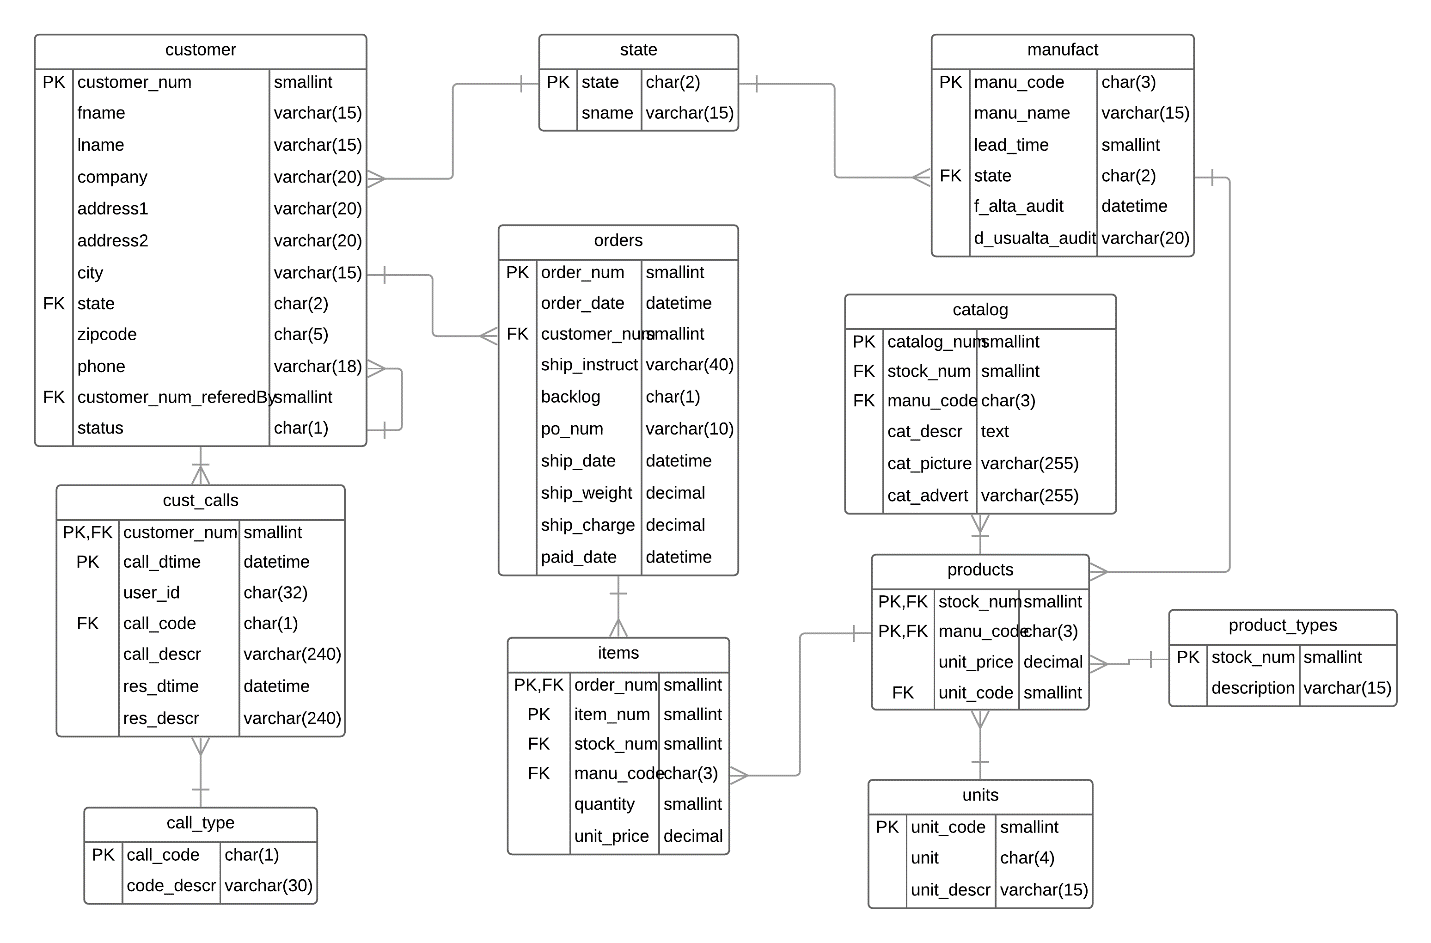 customer
PK customer_num smallint
fname varchar(15)
lname varchar(15)
company varchar(20)
address1 varchar(20)
address2 varchar(20)
city varchar(15)
FK state char(2)
zipcode char(5)
phone varchar(18)
FK customer_num_referedBy smallint
status char(1)
state
PK state char(2)
sname varchar(15)
manufact
PK manu_code char(3)
manu_name varchar(15)
lead_time smallint
FK state char(2)
f_alta_audit datetime
d_usualta_audit varchar(20)
orders
PK order_num smallint
order_date datetime
FK customer_num smallint
ship_instruct varchar(40)
backlog char(1)
po_num varchar(10)
ship_date datetime
ship_weight decimal
ship_charge decimal
paid_date datetime
catalog
PK catalog_num smallint
FK stock_num smallint
FK manu_code char(3)
cat_descr text
cat_picture varchar(255)
cat_advert varchar(255)
cust_calls
PK,FK customer_num smallint
PK call_dtime datetime
user_id char(32)
FK call_code char(1)
call_descr varchar(240)
res_dtime datetime
res_descr varchar(240)
products
PK,FK stock_num smallint
PK,FK manu_code char(3)
unit_price decimal
FK unit_code smallint
product_types
PK stock_num smallint
description varchar(15)
items
PK,FK order_num smallint
PK item_num smallint
FK stock_num smallint
FK manu_code char(3)
quantity smallint
unit_price decimal
call_type
PK call_code char(1)
code_descr varchar(30)
units
PK unit_code smallint
unit char(4)
unit_descr varchar(15)